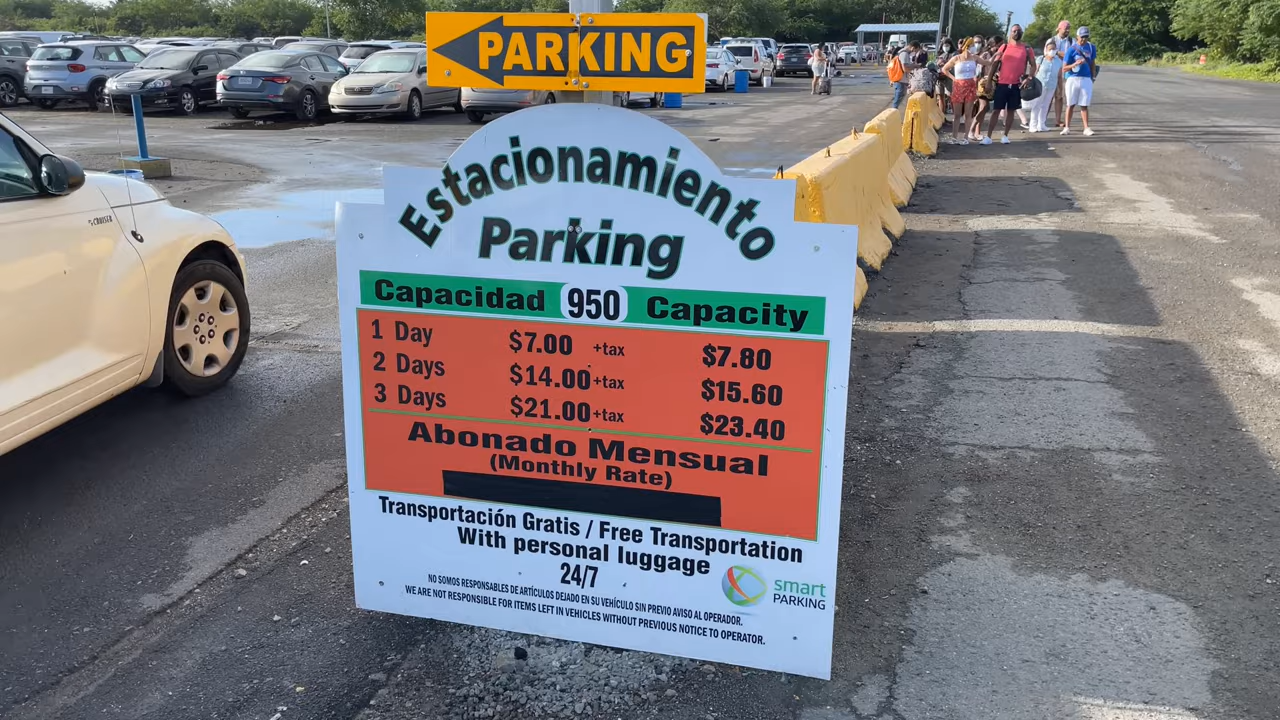 PARKING
Estacionamiento
Parking
Capacidad 950 Capacity
1 Day $7.00 +tax $7.80
2 Days $14.00 +tax $15.60
3 Days $21.00 +tax $23.40
Abonado Mensual
(Monthly Rate)
Transportación Gratis / Free Transportation
With personal luggage
24/7
smart
PARKING
NO SOMOS RESPONSABLES DE ARTÍCULOS DEJADO EN SU VEHÍCULO SIN PREVIO AVISO AL OPERADOR.
WE ARE NOT RESPONSIBLE FOR ITEMS LEFT IN VEHICLES WITHOUT PREVIOUS NOTICE TO OPERATOR.